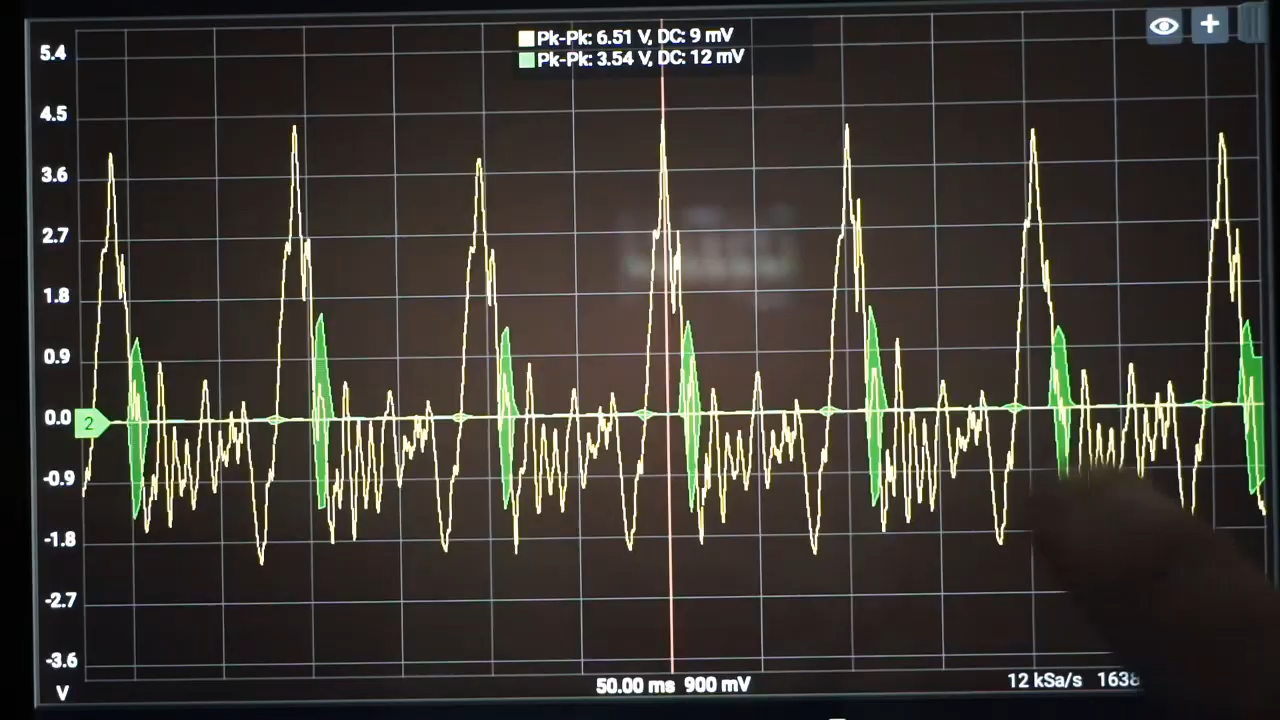 Pk-Pk: 6.51 V, DC: 9 mV
Pk-Pk: 3.54 V, DC: 12 mV
5.4
4.5
3.6
2.7
1.8
0.9
0.0
2
-0.9
-1.8
-2.7
-3.6
V
50.00 ms 900 mV
12 kSa/s 1638